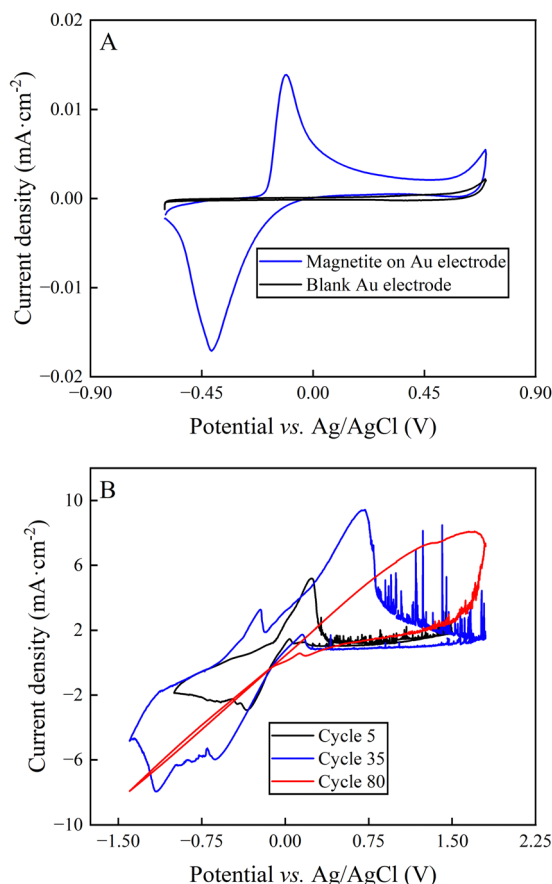 A
0.02
0.01
0.00
−0.01
−0.02
Current density (mA·cm⁻²)
Magnetite on Au electrode
Blank Au electrode
−0.90 −0.45 0.00 0.45 0.90
Potential vs. Ag/AgCl (V)
B
10
6
2
−2
−6
−10
Current density (mA·cm⁻²)
Cycle 5
Cycle 35
Cycle 80
−1.50 −0.75 0.00 0.75 1.50 2.25
Potential vs. Ag/AgCl (V)